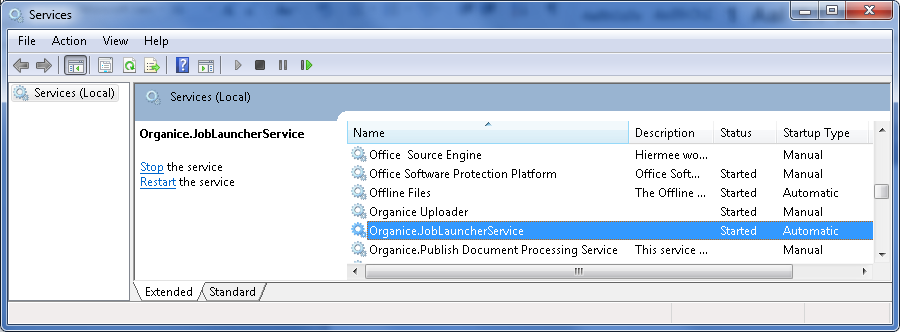 Services
File Action View Help
Services (Local)
Services (Local)
Organice.JobLauncherService
Stop the service
Restart the service
Name Description Status Startup Type
Office  Source Engine Hiermee wo... Manual
Office Software Protection Platform Office Soft... Started Manual
Offline Files The Offline ... Started Automatic
Organice Uploader Started Manual
Organice.JobLauncherService Started Automatic
Organice.Publish Document Processing Service This service ... Manual
Extended Standard